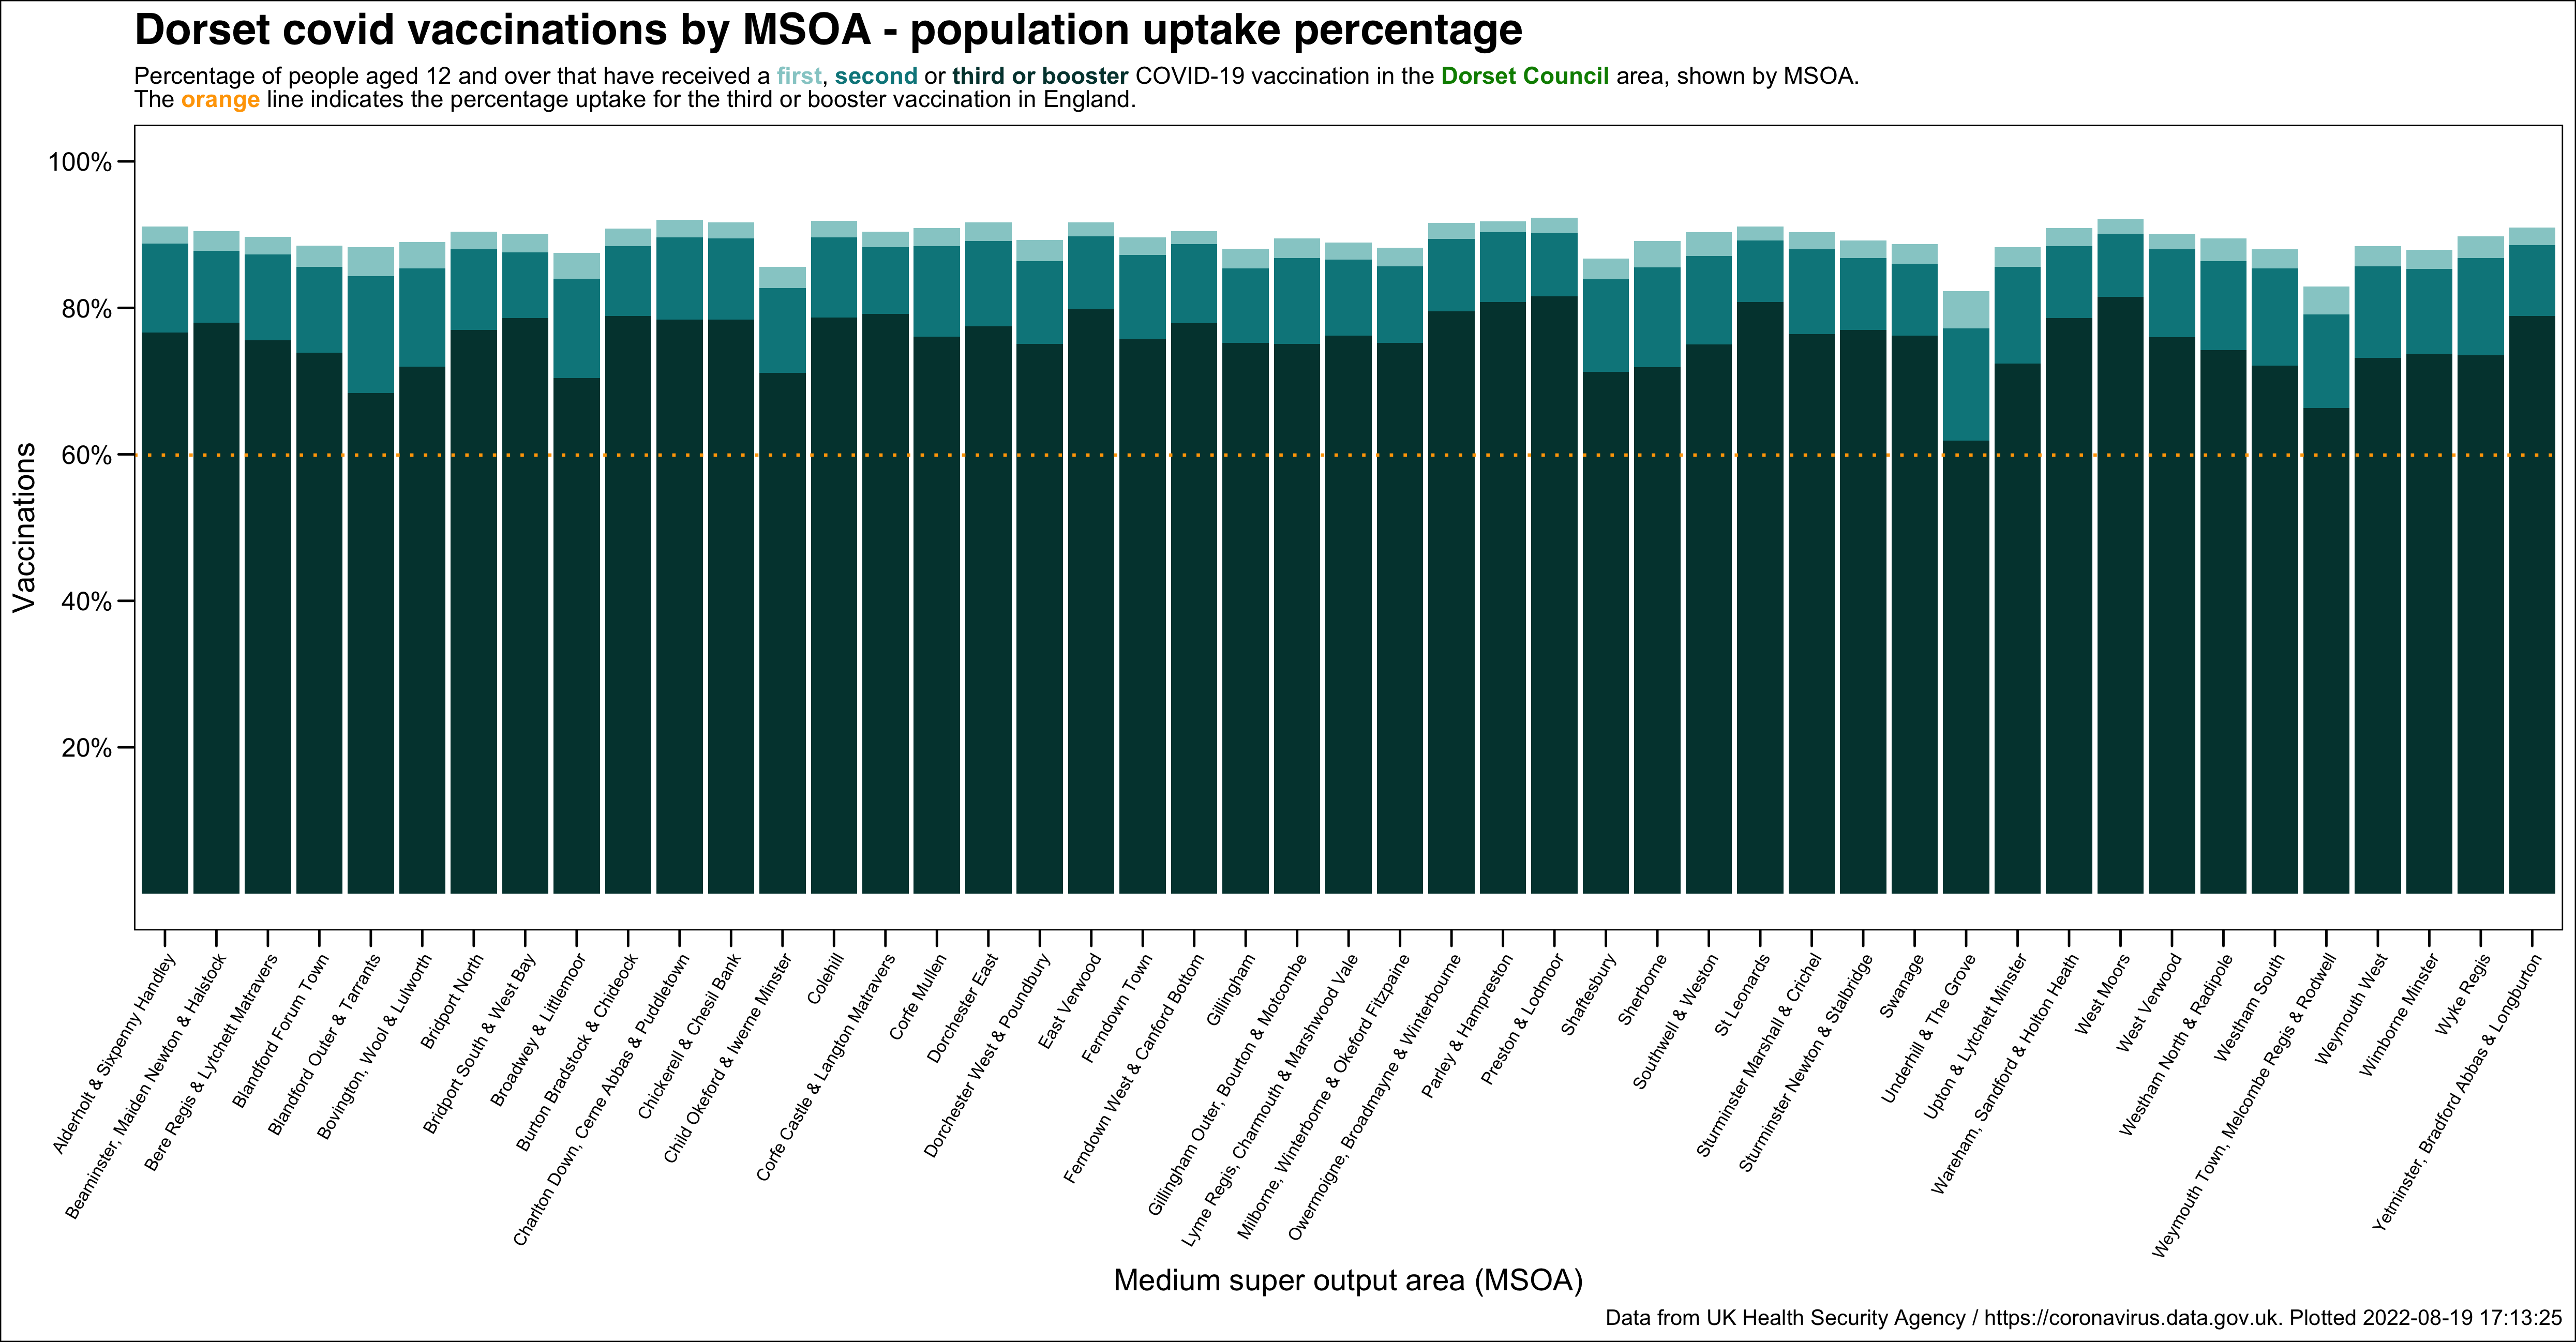 Dorset covid vaccinations by MSOA - population uptake percentage
Percentage of people aged 12 and over that have received a first, second or third or booster COVID-19 vaccination in the Dorset Council area, shown by MSOA.
The orange line indicates the percentage uptake for the third or booster vaccination in England.
100%
80%
60%
40%
20%
Vaccinations
Alderholt & Sixpenny Handley
Beaminster, Maiden Newton & Halstock
Bere Regis & Lytchett Matravers
Blandford Forum Town
Blandford Outer & Tarrants
Bovington, Wool & Lulworth
Bridport North
Bridport South & West Bay
Broadwey & Littlemoor
Burton Bradstock & Chideock
Charlton Down, Cerne Abbas & Puddletown
Chickerell & Chesil Bank
Child Okeford & Iwerne Minster
Colehill
Corfe Castle & Langton Matravers
Corfe Mullen
Dorchester East
Dorchester West & Poundbury
East Verwood
Ferndown Town
Ferndown West & Canford Bottom
Gillingham
Gillingham Outer, Bourton & Motcombe
Lyme Regis, Charmouth & Marshwood Vale
Milborne, Winterborne & Okeford Fitzpaine
Owermoigne, Broadmayne & Winterbourne
Parley & Hampreston
Preston & Lodmoor
Shaftesbury
Sherborne
Southwell & Weston
St Leonards
Sturminster Marshall & Crichel
Sturminster Newton & Stalbridge
Swanage
Underhill & The Grove
Upton & Lytchett Minster
Wareham, Sandford & Holton Heath
West Moors
West Verwood
Westham North & Radipole
Westham South
Weymouth Town, Melcombe Regis & Rodwell
Weymouth West
Wimborne Minster
Wyke Regis
Yetminster, Bradford Abbas & Longburton
Medium super output area (MSOA)
Data from UK Health Security Agency / https://coronavirus.data.gov.uk. Plotted 2022-08-19 17:13:25